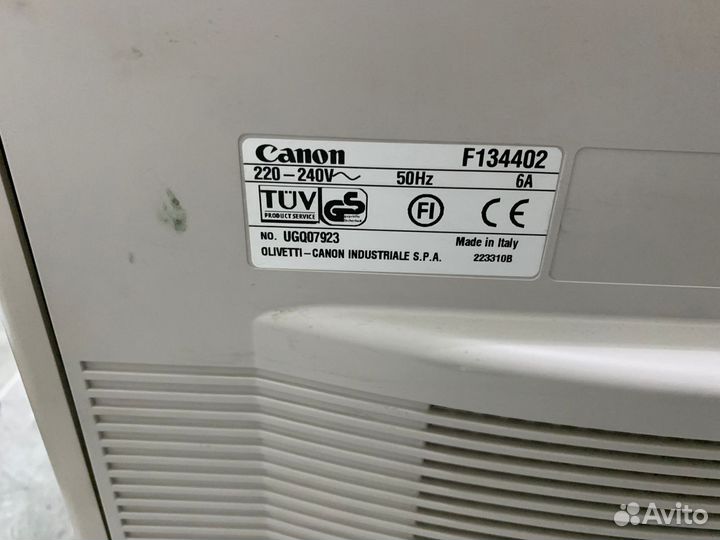 Canon F134402
220-240V~ 50Hz 6A
TÜV GS FI CE
PRODUCT SERVICE
NO. UGQ07923 Made in Italy
OLIVETTI-CANON INDUSTRIALE S.P.A. 223310B
Avito